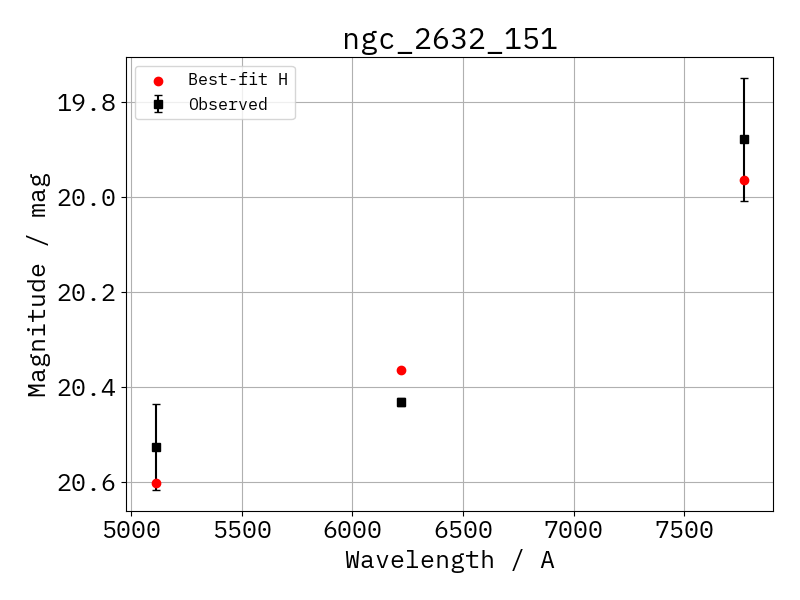 ngc_2632_151
Best-fit H
Observed
19.8
20.0
20.2
20.4
20.6
Magnitude / mag
5000 5500 6000 6500 7000 7500
Wavelength / A